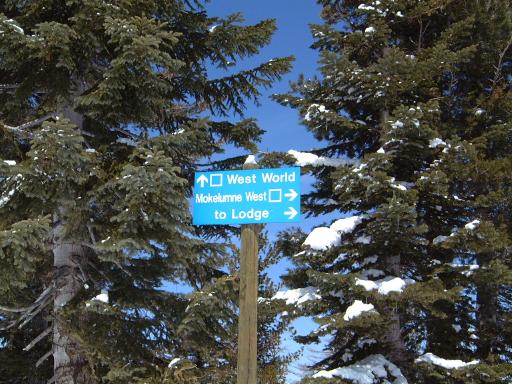 ↑ □ West World
Mokelumne West □ →
to Lodge →